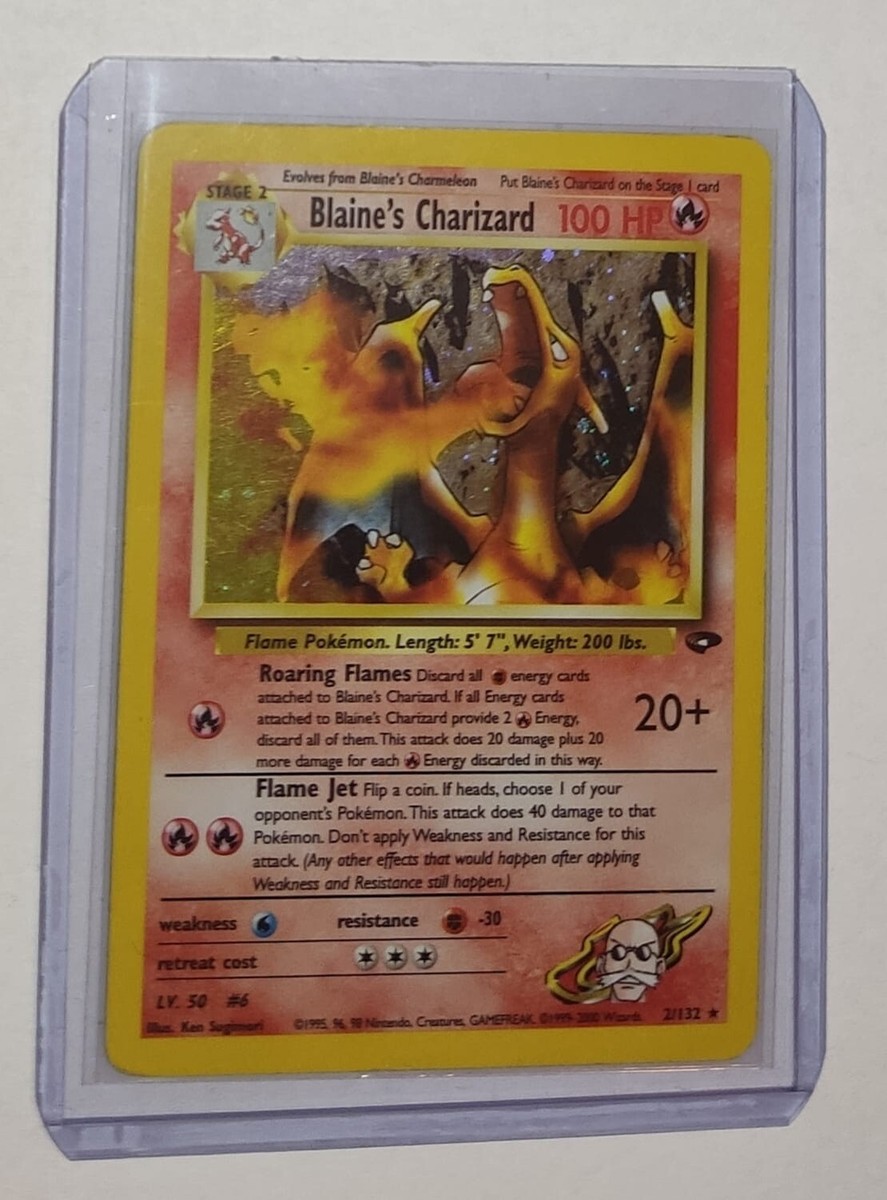 Evolves from Blaine's Charmeleon Put Blaine's Charizard on the Stage 1 card
STAGE 2
Blaine's Charizard 100 HP
Flame Pokémon. Length: 5' 7", Weight: 200 lbs.
Roaring Flames Discard all energy cards
attached to Blaine's Charizard. If all Energy cards
attached to Blaine's Charizard provide 2 Energy,
discard all of them. This attack does 20 damage plus 20
more damage for each Energy discarded in this way.
20+
Flame Jet Flip a coin. If heads, choose 1 of your
opponent's Pokémon. This attack does 40 damage to that
Pokémon. Don't apply Weakness and Resistance for this
attack. (Any other effects that would happen after applying
Weakness and Resistance still happen.)
weakness resistance -30
retreat cost
LV. 50 #6
Illus. Ken Sugimori ©1995, 96, 98 Nintendo, Creatures, GAMEFREAK. ©1999-2000 Wizards. 2/132 ★